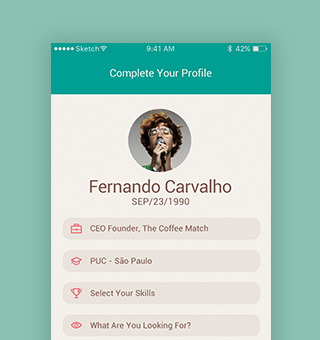 Sketch 9:41 AM 42%
Complete Your Profile
Fernando Carvalho
SEP/23/1990
CEO Founder, The Coffee Match
PUC - São Paulo
Select Your Skills
What Are You Looking For?